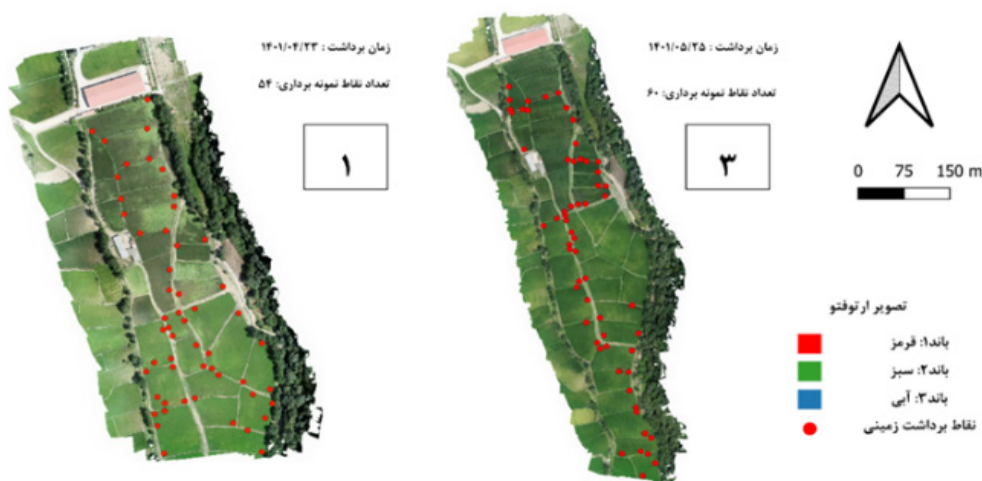 زمان برداشت : ۱۴۰۱/۰۴/۲۳
تعداد نقاط نمونه برداری: ۵۴
۱
زمان برداشت : ۱۴۰۱/۰۵/۲۵
تعداد نقاط نمونه برداری: ۶۰
۳
0 75 150 m
تصویر ارتوفتو
باند۱: قرمز
باند۲: سبز
باند۳: آبی
نقاط برداشت زمینی